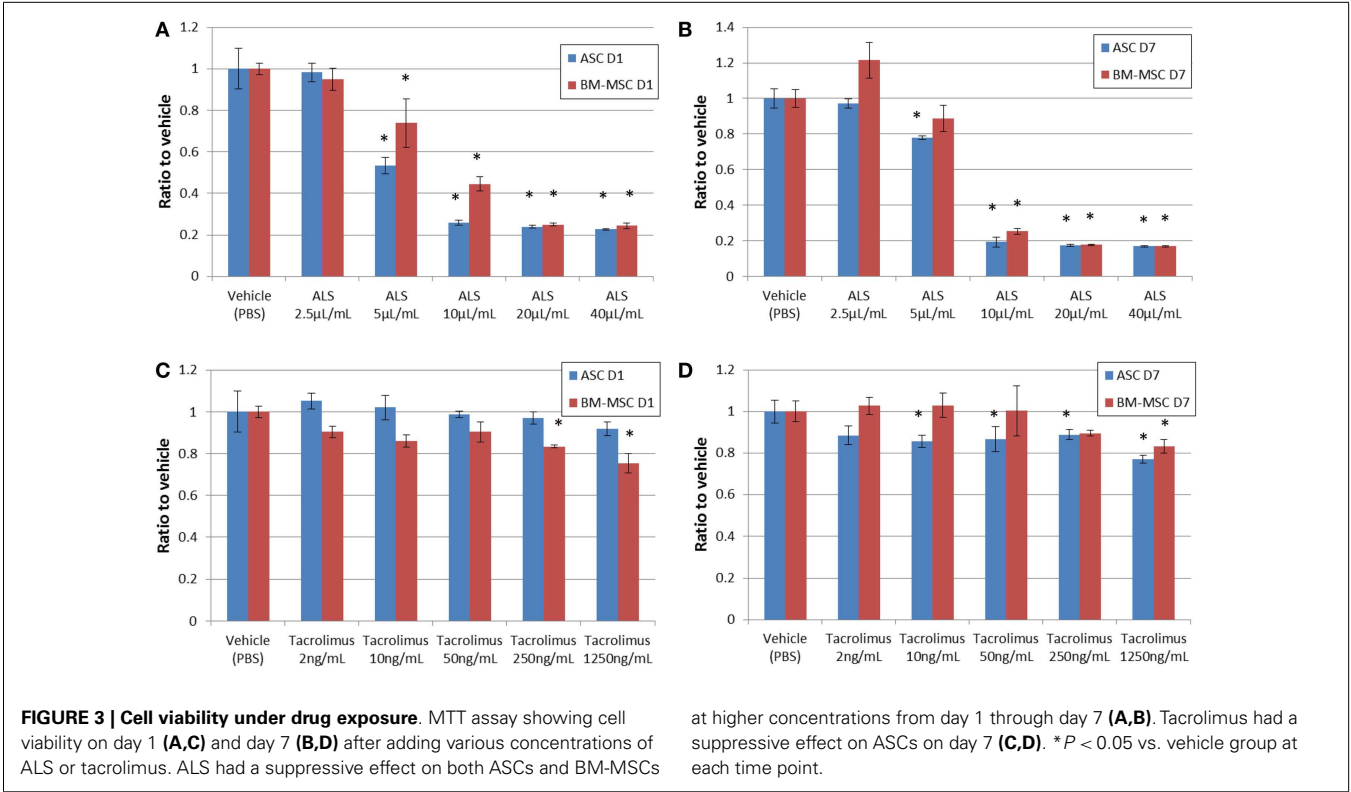 A
Ratio to vehicle
1.2
1
0.8
0.6
0.4
0.2
0
ASC D1
BM-MSC D1
*
*
*
*
*
*
*
*
Vehicle
(PBS)
ALS
2.5µL/mL
ALS
5µL/mL
ALS
10µL/mL
ALS
20µL/mL
ALS
40µL/mL
B
Ratio to vehicle
1.4
1.2
1
0.8
0.6
0.4
0.2
0
ASC D7
BM-MSC D7
*
*
*
*
*
*
*
Vehicle
(PBS)
ALS
2.5µL/mL
ALS
5µL/mL
ALS
10µL/mL
ALS
20µL/mL
ALS
40µL/mL
C
Ratio to vehicle
1.2
1
0.8
0.6
0.4
0.2
0
ASC D1
BM-MSC D1
*
*
Vehicle
(PBS)
Tacrolimus
2ng/mL
Tacrolimus
10ng/mL
Tacrolimus
50ng/mL
Tacrolimus
250ng/mL
Tacrolimus
1250ng/mL
D
Ratio to vehicle
1.2
1
0.8
0.6
0.4
0.2
0
ASC D7
BM-MSC D7
*
*
*
*
*
Vehicle
(PBS)
Tacrolimus
2ng/mL
Tacrolimus
10ng/mL
Tacrolimus
50ng/mL
Tacrolimus
250ng/mL
Tacrolimus
1250ng/mL
FIGURE 3 | Cell viability under drug exposure. MTT assay showing cell
viability on day 1 (A,C) and day 7 (B,D) after adding various concentrations of
ALS or tacrolimus. ALS had a suppressive effect on both ASCs and BM-MSCs
at higher concentrations from day 1 through day 7 (A,B). Tacrolimus had a
suppressive effect on ASCs on day 7 (C,D). *P < 0.05 vs. vehicle group at
each time point.